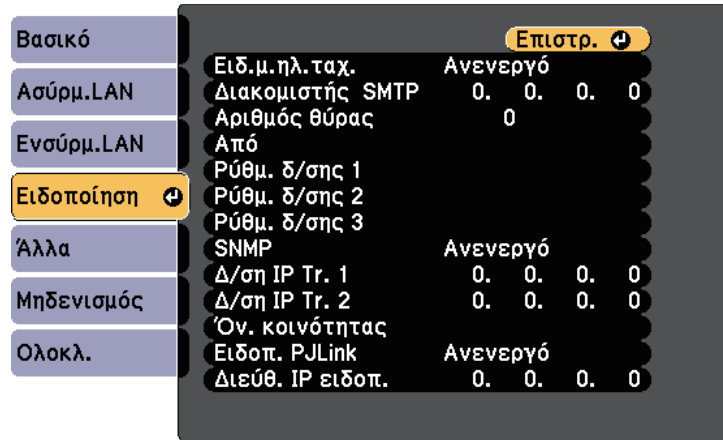 Βασικό
Ασύρμ.LAN
Ενσύρμ.LAN
Ειδοποίηση
Άλλα
Μηδενισμός
Ολοκλ.
Επιστρ.
Ειδ.μ.ηλ.ταχ. Ανενεργό
Διακομιστής SMTP 0. 0. 0. 0
Αριθμός θύρας 0
Από
Ρύθμ. δ/σης 1
Ρύθμ. δ/σης 2
Ρύθμ. δ/σης 3
SNMP Ανενεργό
Δ/ση IP Tr. 1 0. 0. 0. 0
Δ/ση IP Tr. 2 0. 0. 0. 0
Όν. κοινότητας
Ειδοπ. PJLink Ανενεργό
Διεύθ. IP ειδοπ. 0. 0. 0. 0